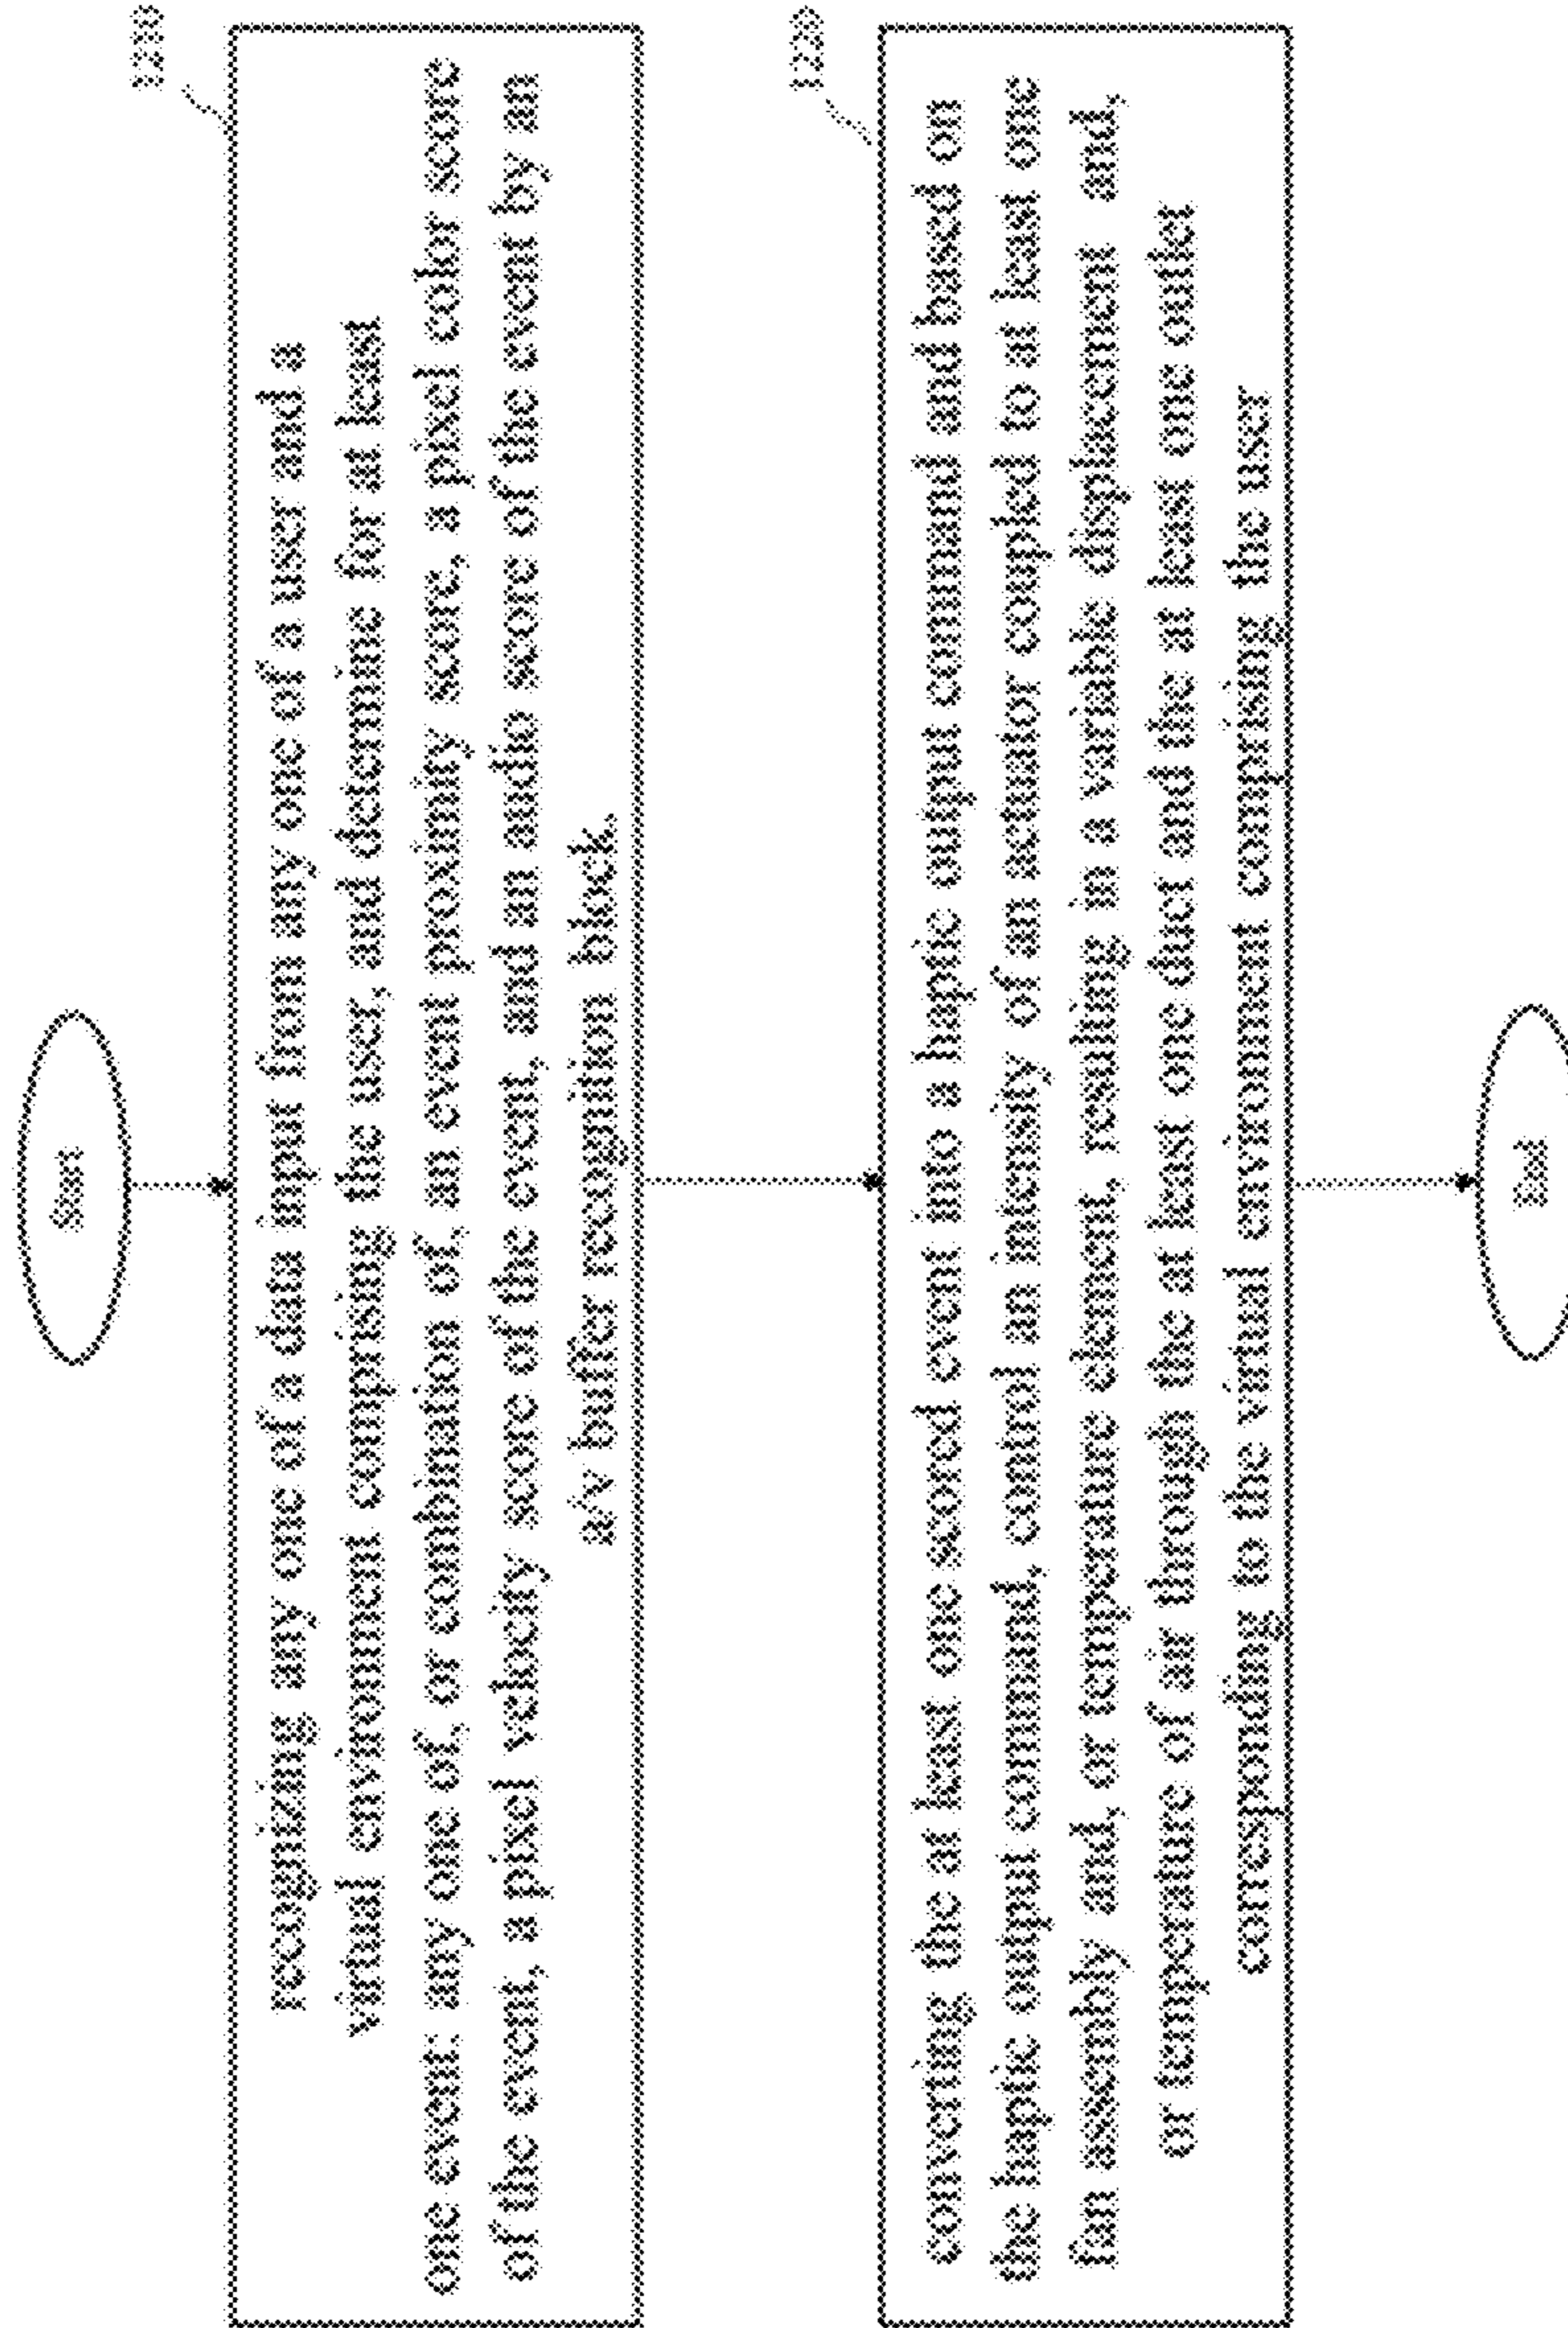 Start
1210
recognizing any one of a data input from any one of a user and a
virtual environment comprising the user, and determine for at least
one event: any one of, or combination of, an event proximity score, a pixel color score
of the event, a pixel velocity score of the event, and an audio score of the event by an
a/v buffer recognition block.
1220
converting the at least one scored event into a haptic output command and based on
the haptic output command, control an intensity of an actuator coupled to at least one
fan assembly and, or temperature element, resulting in a variable displacement and,
or temperature of air through the at least one duct and the at least one outlet
corresponding to the virtual environment comprising the user
End